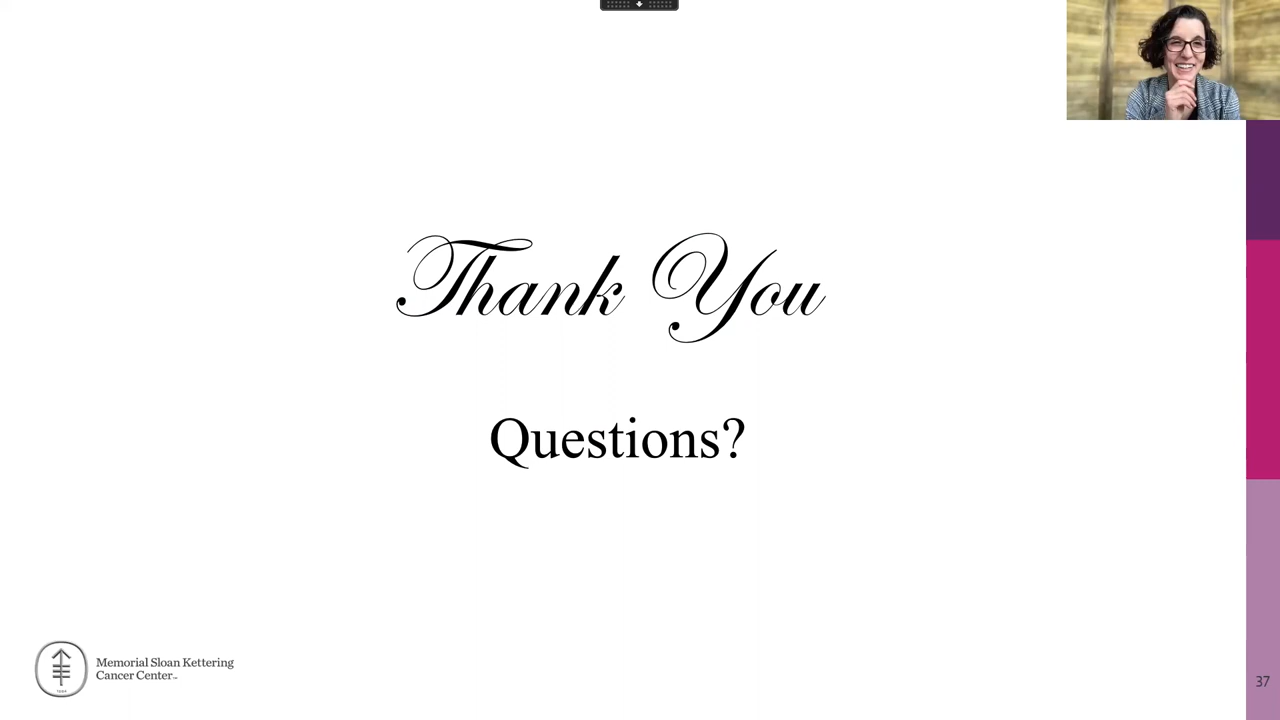 Thank You
Questions?
Memorial Sloan Kettering
Cancer Center
37